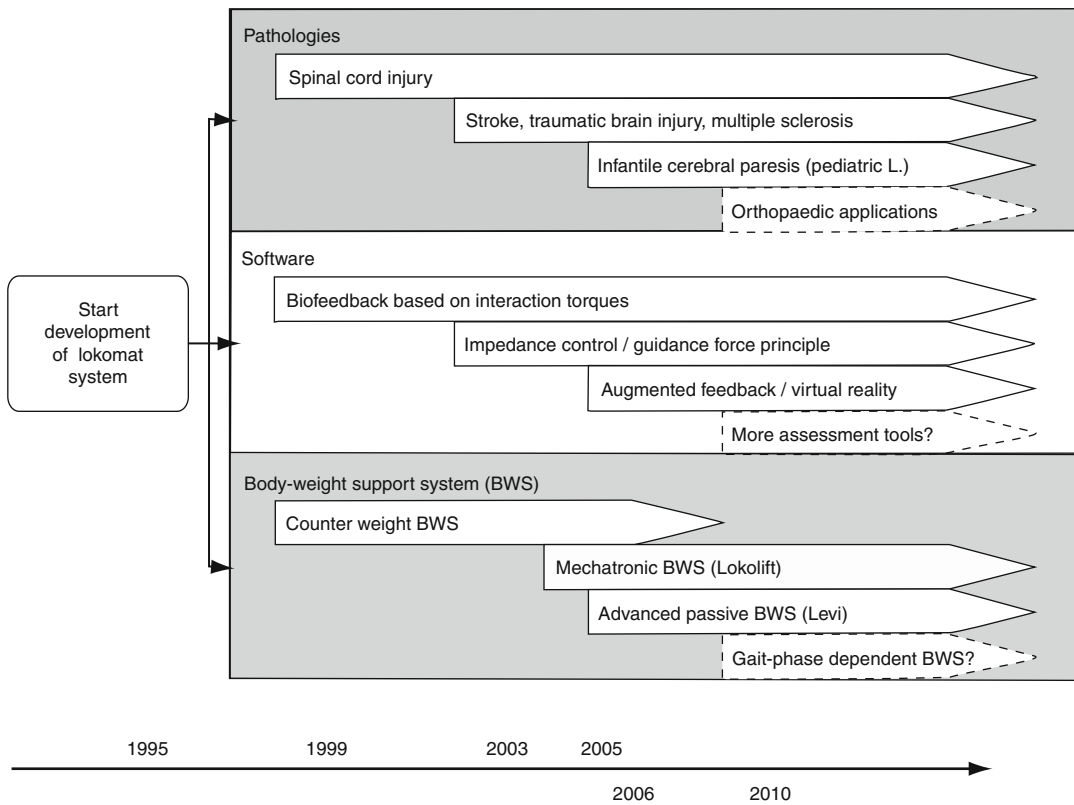 Pathologies
Spinal cord injury
Stroke, traumatic brain injury, multiple sclerosis
Infantile cerebral paresis (pediatric L.)
Orthopaedic applications
Start
development
of lokomat
system
Software
Biofeedback based on interaction torques
Impedance control / guidance force principle
Augmented feedback / virtual reality
More assessment tools?
Body-weight support system (BWS)
Counter weight BWS
Mechatronic BWS (Lokolift)
Advanced passive BWS (Levi)
Gait-phase dependent BWS?
1995 1999 2003 2005
2006 2010